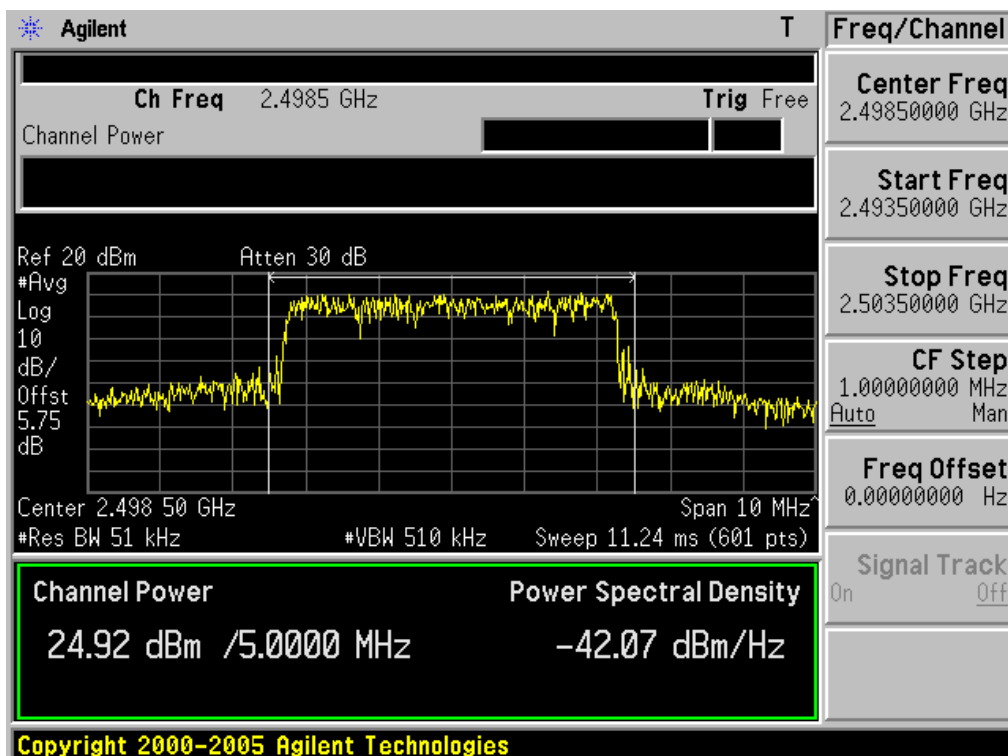 Agilent T Freq/Channel
Ch Freq 2.4985 GHz Trig Free
Channel Power
Center Freq
2.49850000 GHz
Start Freq
2.49350000 GHz
Stop Freq
2.50350000 GHz
CF Step
1.00000000 MHz
Auto Man
Freq Offset
0.00000000 Hz
Signal Track
On Off
Ref 20 dBm Atten 30 dB
#Avg
Log
10
dB/
Offst
5.75
dB
Center 2.498 50 GHz Span 10 MHz^
#Res BW 51 kHz #VBW 510 kHz Sweep 11.24 ms (601 pts)
Channel Power Power Spectral Density
24.92 dBm /5.0000 MHz -42.07 dBm/Hz
Copyright 2000-2005 Agilent Technologies